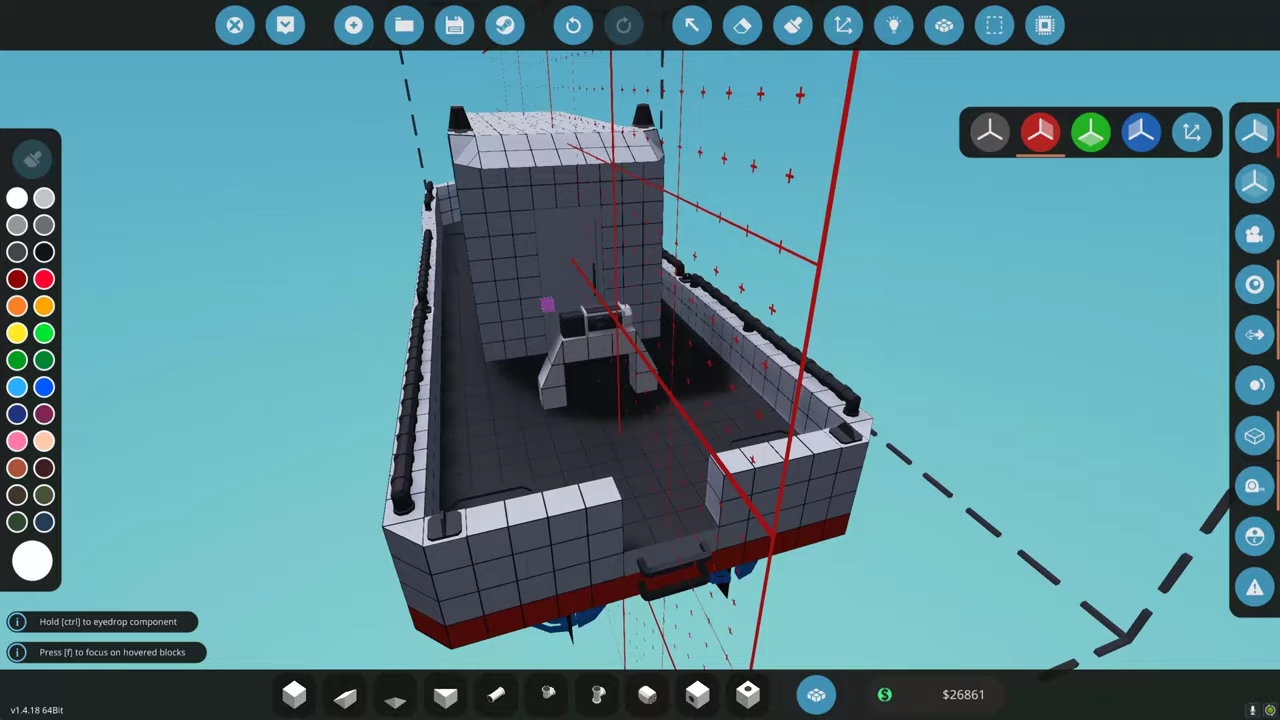 Hold [ctrl] to eyedrop component
Press [f] to focus on hovered blocks
$26861
v1.4.18 64Bit